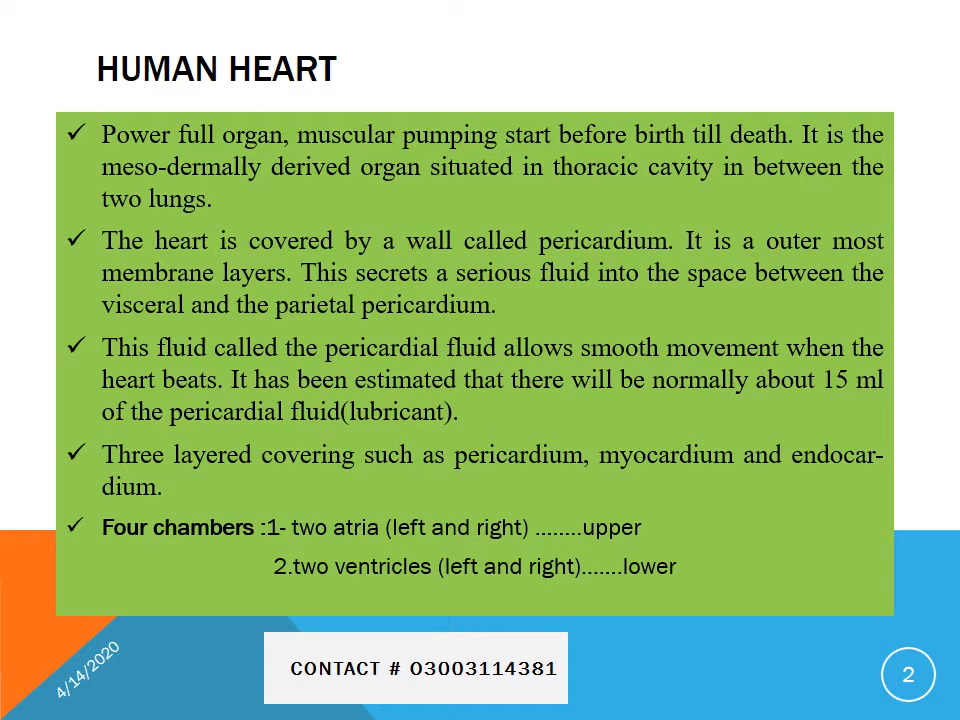 HUMAN HEART
✓ Power full organ, muscular pumping start before birth till death. It is the
meso-dermally derived organ situated in thoracic cavity in between the
two lungs.
✓ The heart is covered by a wall called pericardium. It is a outer most
membrane layers. This secrets a serious fluid into the space between the
visceral and the parietal pericardium.
✓ This fluid called the pericardial fluid allows smooth movement when the
heart beats. It has been estimated that there will be normally about 15 ml
of the pericardial fluid(lubricant).
✓ Three layered covering such as pericardium, myocardium and endocar-
dium.
✓ Four chambers :1- two atria (left and right) ........upper
2.two ventricles (left and right).......lower
4/14/2020
CONTACT # 03003114381
2